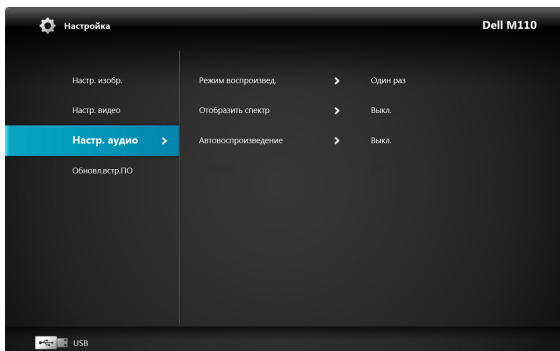 Настройка
Dell M110
Настр. изобр.
Режим воспроизвед.
Один раз
Настр. видео
Отобразить спектр
Выкл.
Настр. аудио
Автовоспроизведение
Выкл.
Обновл.встр.ПО
USB